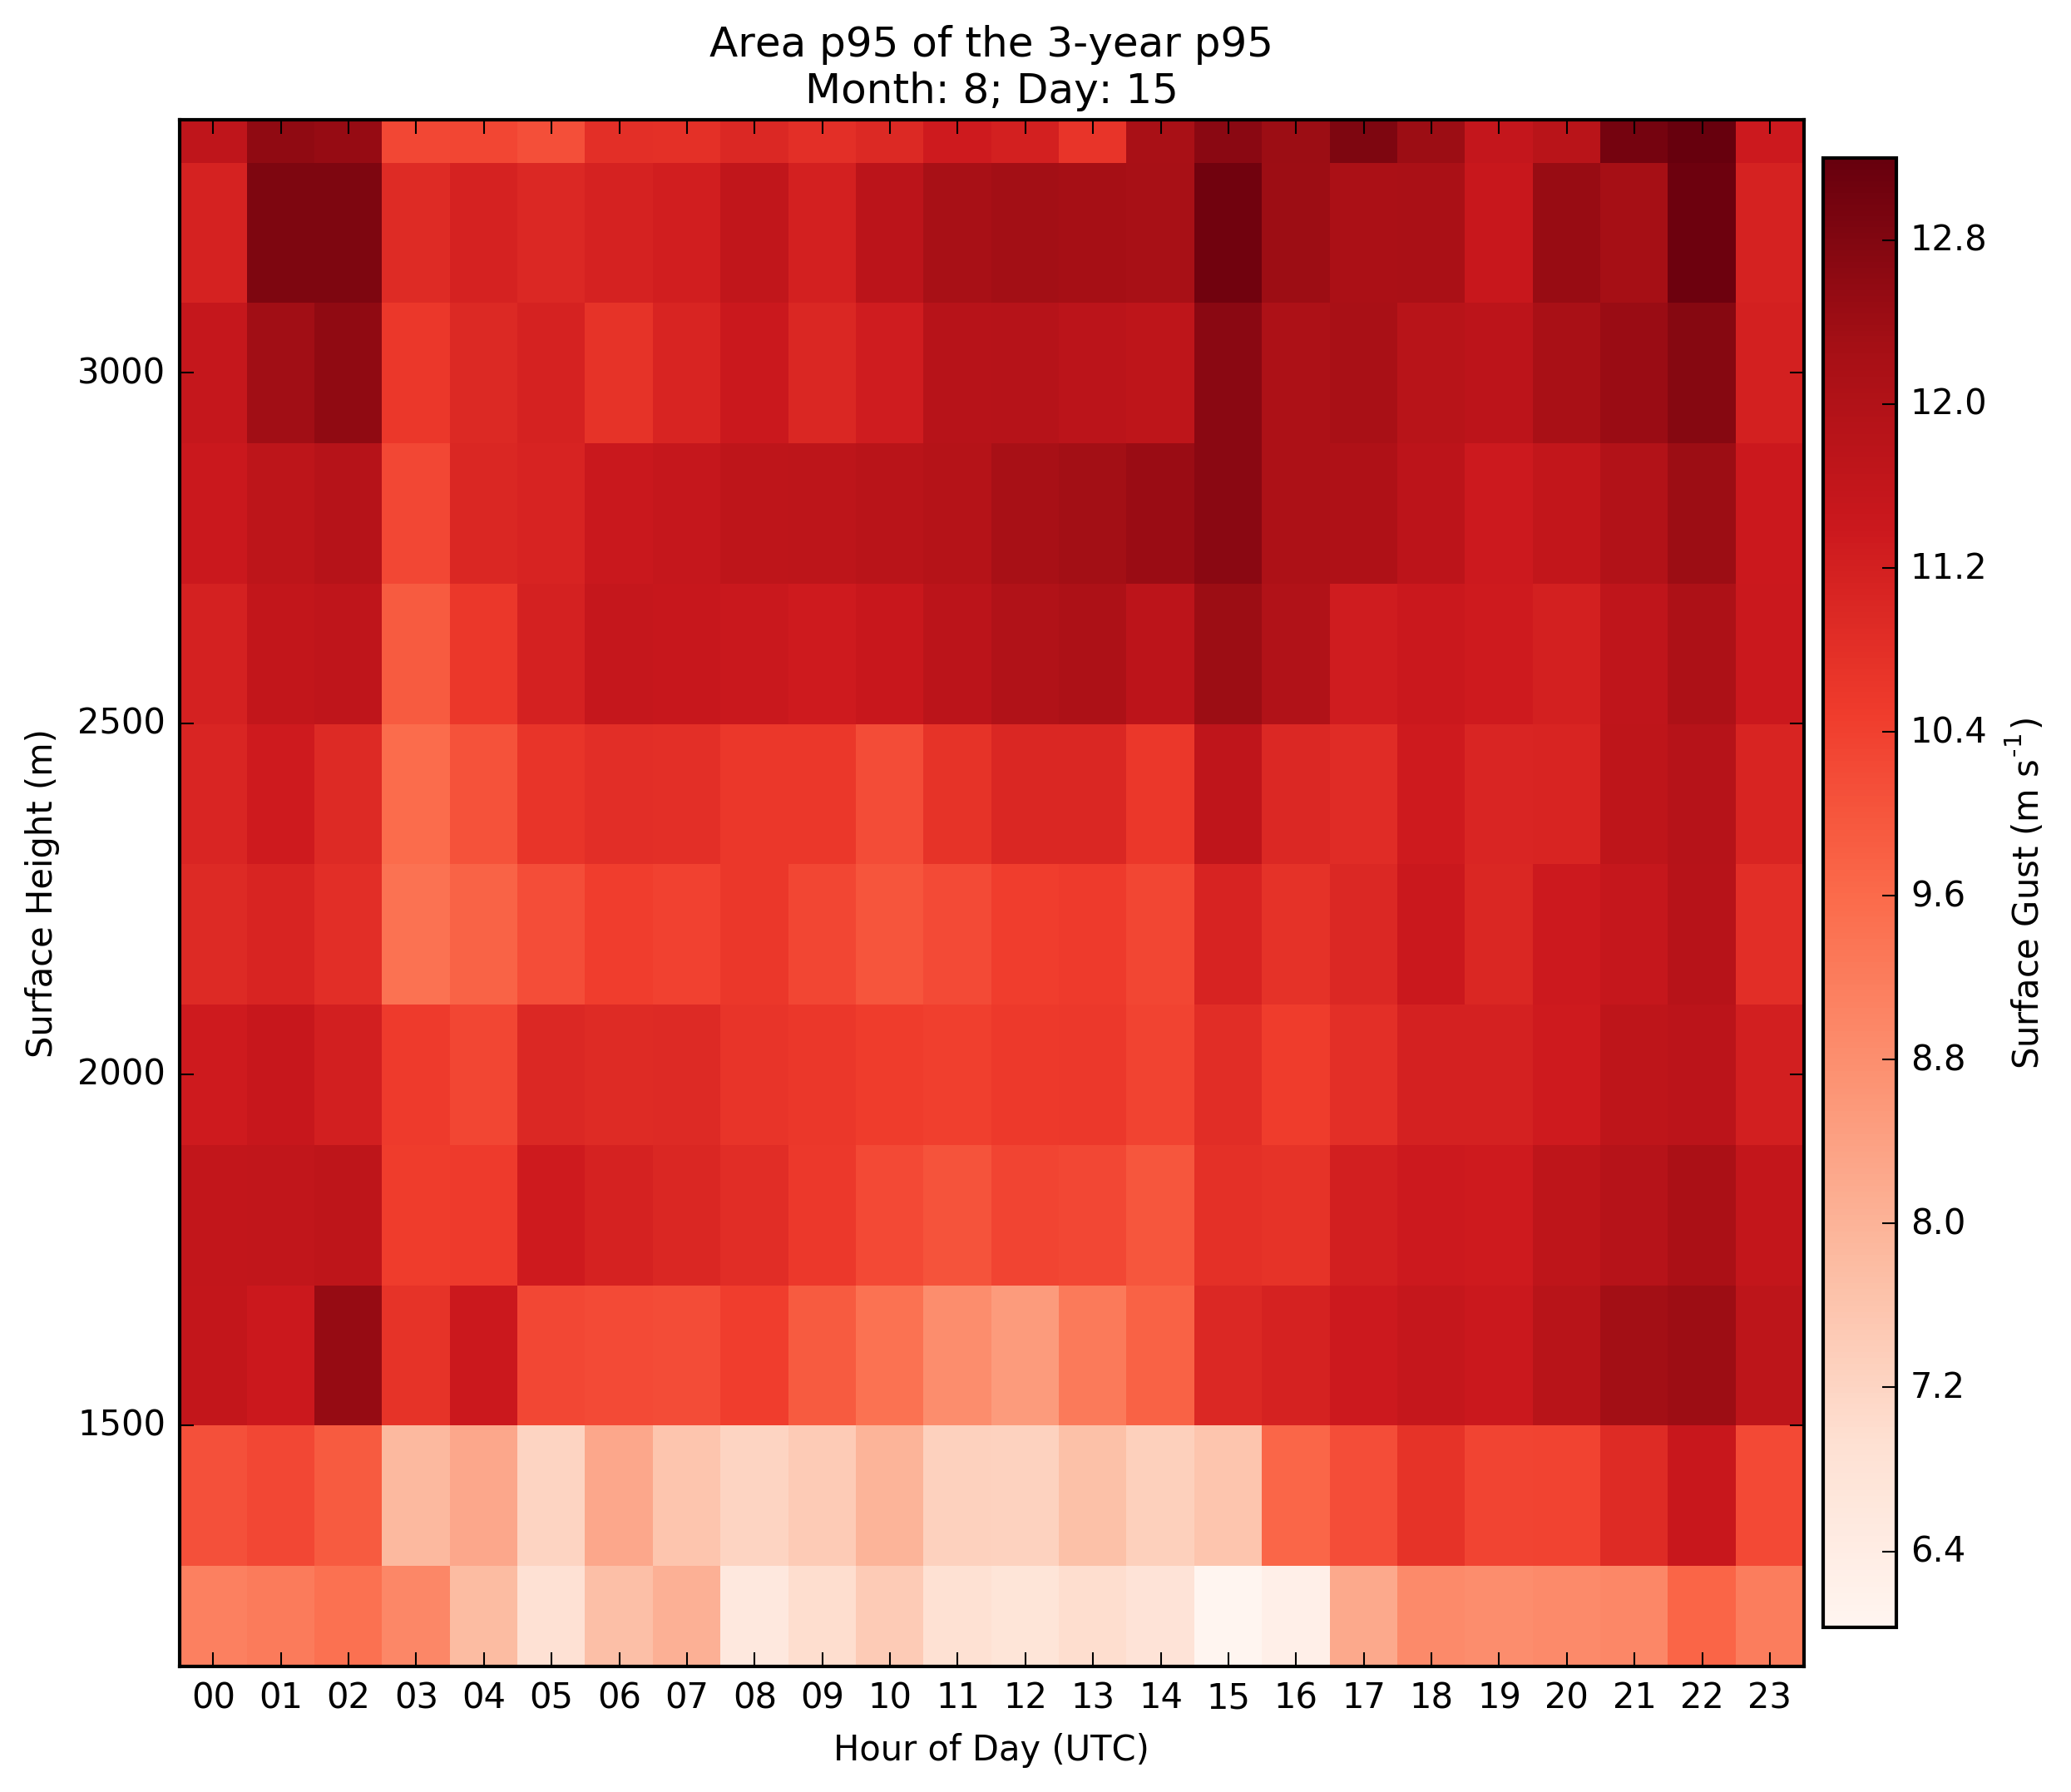 Area p95 of the 3-year p95
Month: 8; Day: 15
3000
2500
2000
1500
Surface Height (m)
00 01 02 03 04 05 06 07 08 09 10 11 12 13 14 15 16 17 18 19 20 21 22 23
Hour of Day (UTC)
12.8
12.0
11.2
10.4
9.6
8.8
8.0
7.2
6.4
Surface Gust (m s⁻¹)